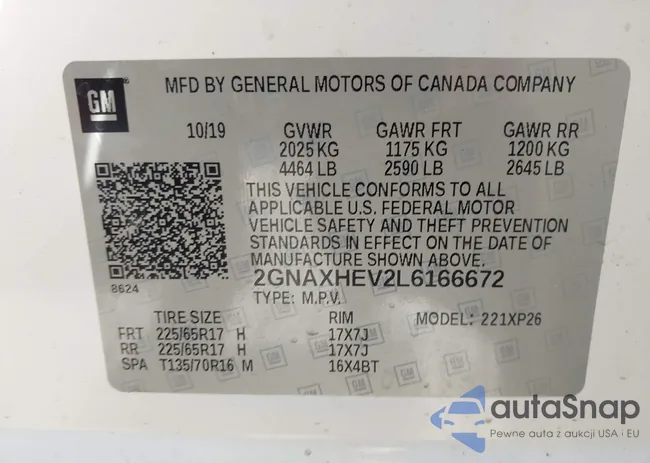 GM
MFD BY GENERAL MOTORS OF CANADA COMPANY
10/19 GVWR GAWR FRT GAWR RR
2025 KG 1175 KG 1200 KG
4464 LB 2590 LB 2645 LB
THIS VEHICLE CONFORMS TO ALL
APPLICABLE U.S. FEDERAL MOTOR
VEHICLE SAFETY AND THEFT PREVENTION
STANDARDS IN EFFECT ON THE DATE OF
MANUFACTURE SHOWN ABOVE.
8624 2GNAXHEV2L6166672
TYPE: M.P.V.
TIRE SIZE RIM MODEL: 221XP26
FRT 225/65R17 H 17X7J
RR 225/65R17 H 17X7J
SPA T135/70R16 M 16X4BT
autaSnap
Pewne auta z aukcji USA i EU